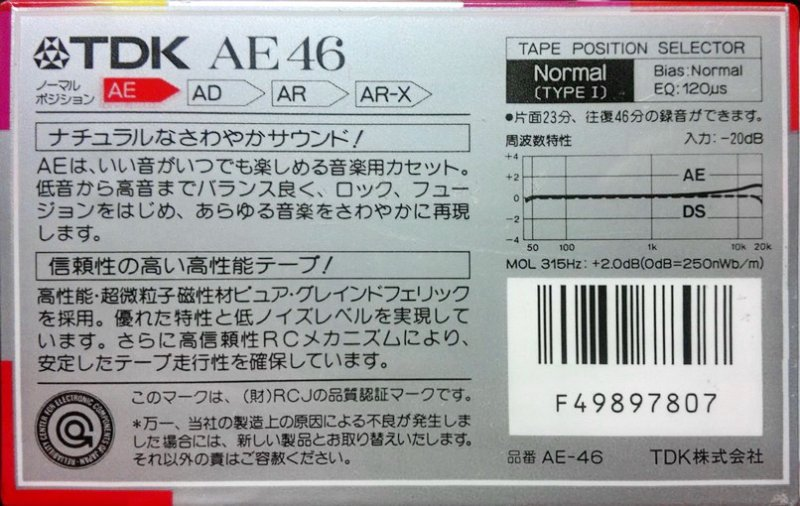 TDK AE 46
ノーマル
ポジション
AE AD AR AR-X
ナチュラルなさわやかサウンド!
AEは、いい音がいつでも楽しめる音楽用カセット。
低音から高音までバランス良く、ロック、フュー
ジョンをはじめ、あらゆる音楽をさわやかに再現
します。
信頼性の高い高性能テープ!
高性能・超微粒子磁性材ピュア・グレインドフェリック
を採用。優れた特性と低ノイズレベルを実現してい
います。さらに高信頼性RCメカニズムにより、
安定したテープ走行性を確保しています。
このマークは、(財)RCJの品質認証マークです。
*万一、当社の製造上の原因による不良が発生しま
した場合には、新しい製品とお取り替えいたします。
それ以外の責はご容赦ください。
RELIABILITY CENTER FOR ELECTRONIC COMPONENTS OF JAPAN
TAPE POSITION SELECTOR
Normal
(TYPE I)
Bias:Normal
EQ:120μs
●片面23分、往復46分の録音ができます。
周波数特性 入力:-20dB
+4
+2
0
-2
-4
AE
DS
50 100 1k 10k 20k
MOL 315Hz: +2.0dB(0dB=250nWb/m)
F49897807
品番 AE-46 TDK株式会社